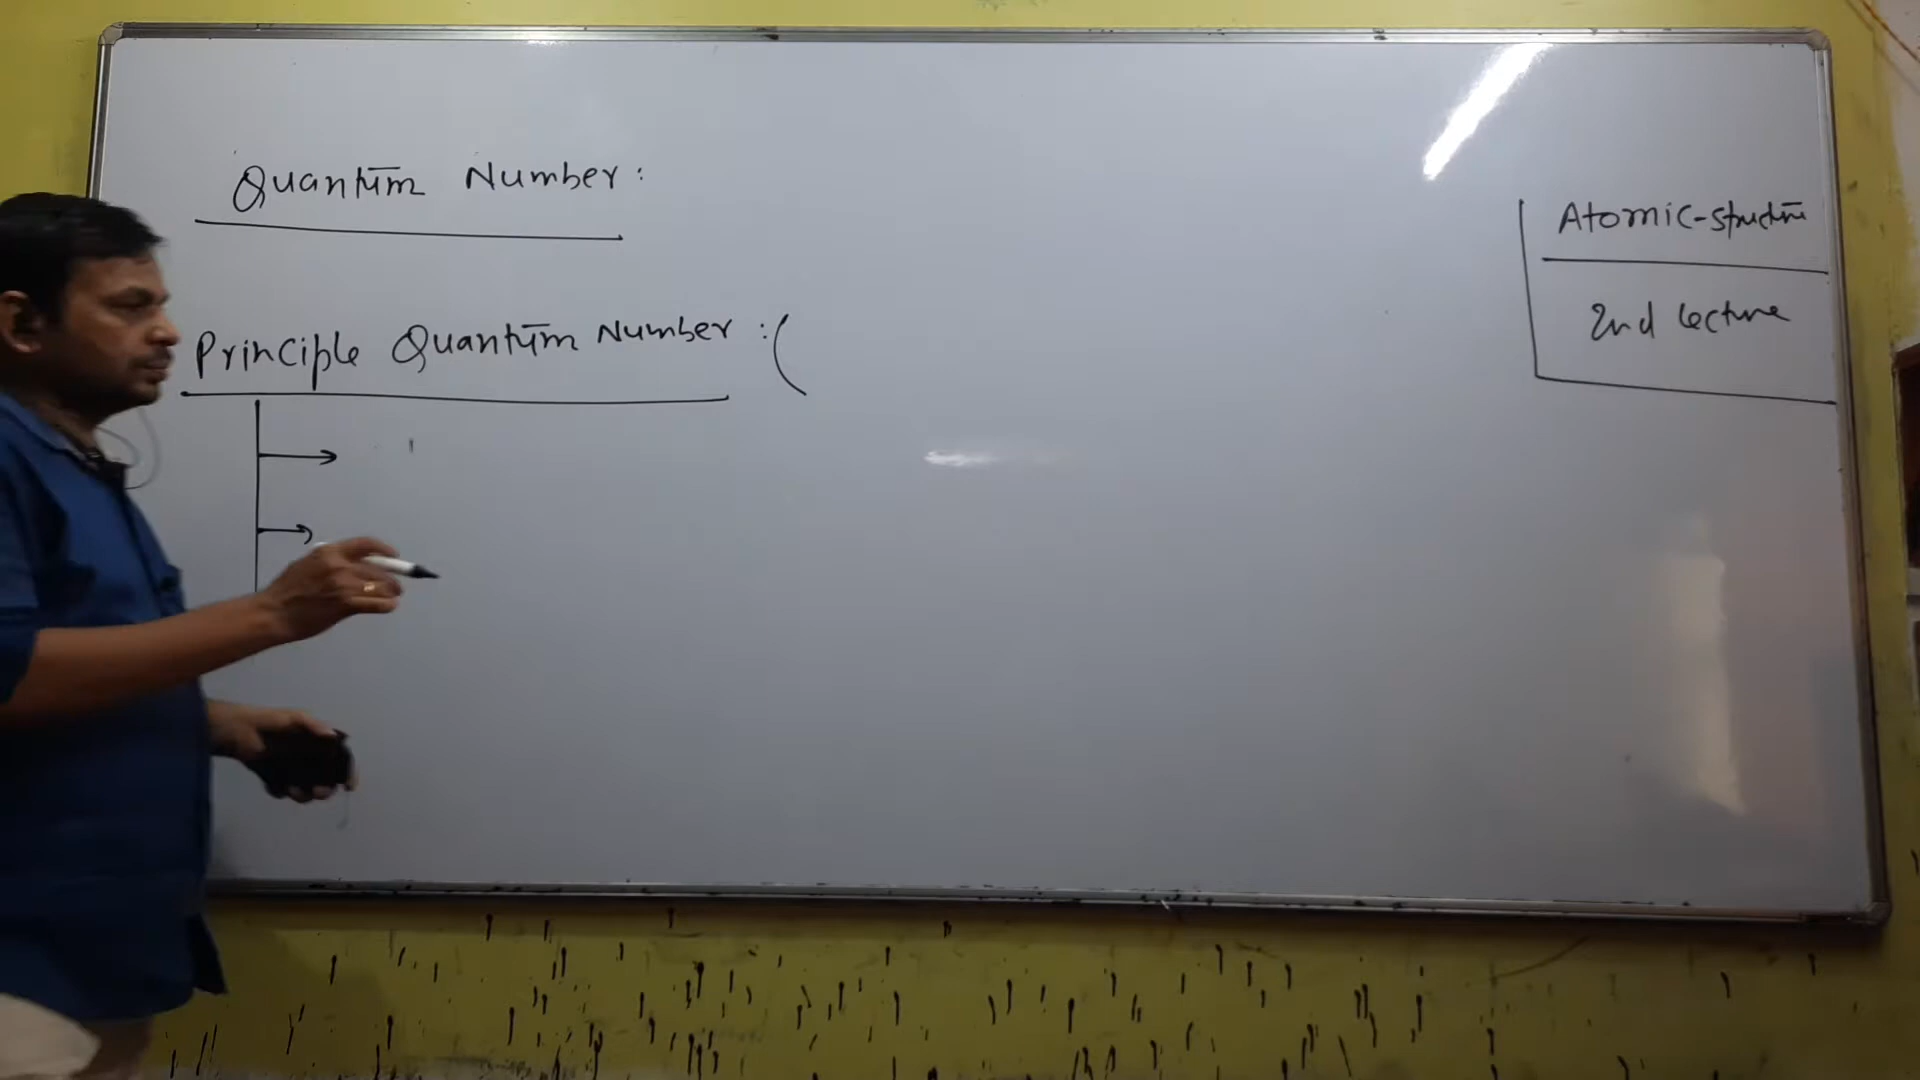 Quantum Number:
Principle Quantum Number : (
Atomic-structure
2nd lecture